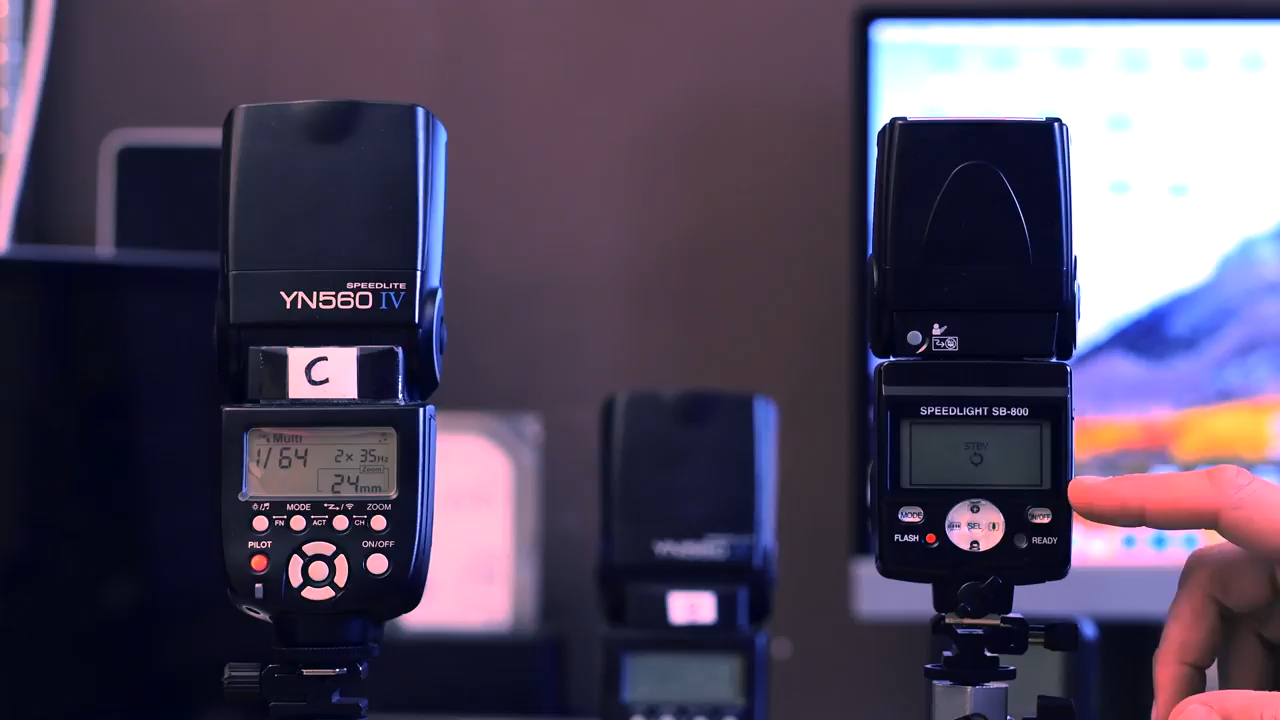 SPEEDLITE
YN560 IV
C
Multi
1/64
2× 35Hz
Zoom
24mm
MODE
ZOOM
FN
ACT
CH
PILOT
ON/OFF
SPEEDLIGHT SB-800
STBY
MODE
SEL
ON/OFF
FLASH
READY